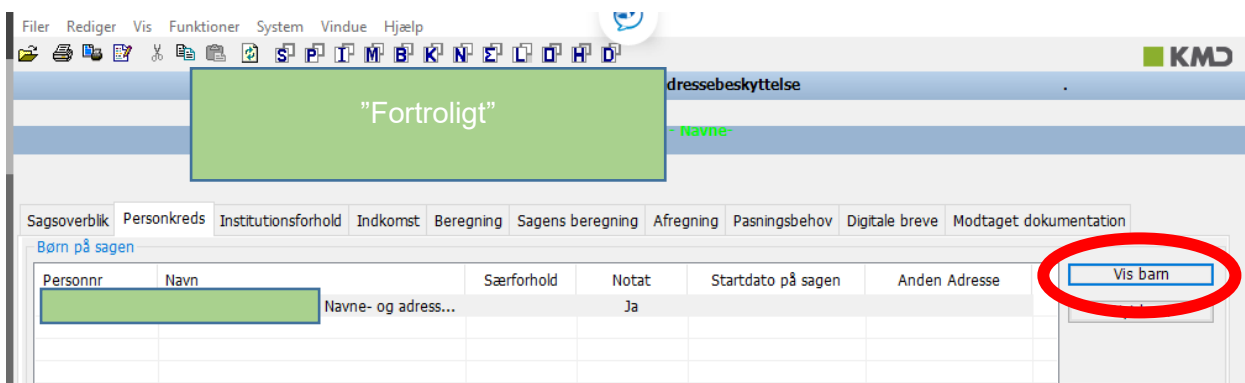 Filer Rediger Vis Funktioner System Vindue Hjælp
S P I M B K N Σ L O H D
KMD
dressebeskyttelse .
"Fortroligt"
- Navne-
Sagsoverblik Personkreds Institutionsforhold Indkomst Beregning Sagens beregning Afregning Pasningsbehov Digitale breve Modtaget dokumentation
Børn på sagen
Personnr Navn Særforhold Notat Startdato på sagen Anden Adresse
Vis barn
Navne- og adress... Ja